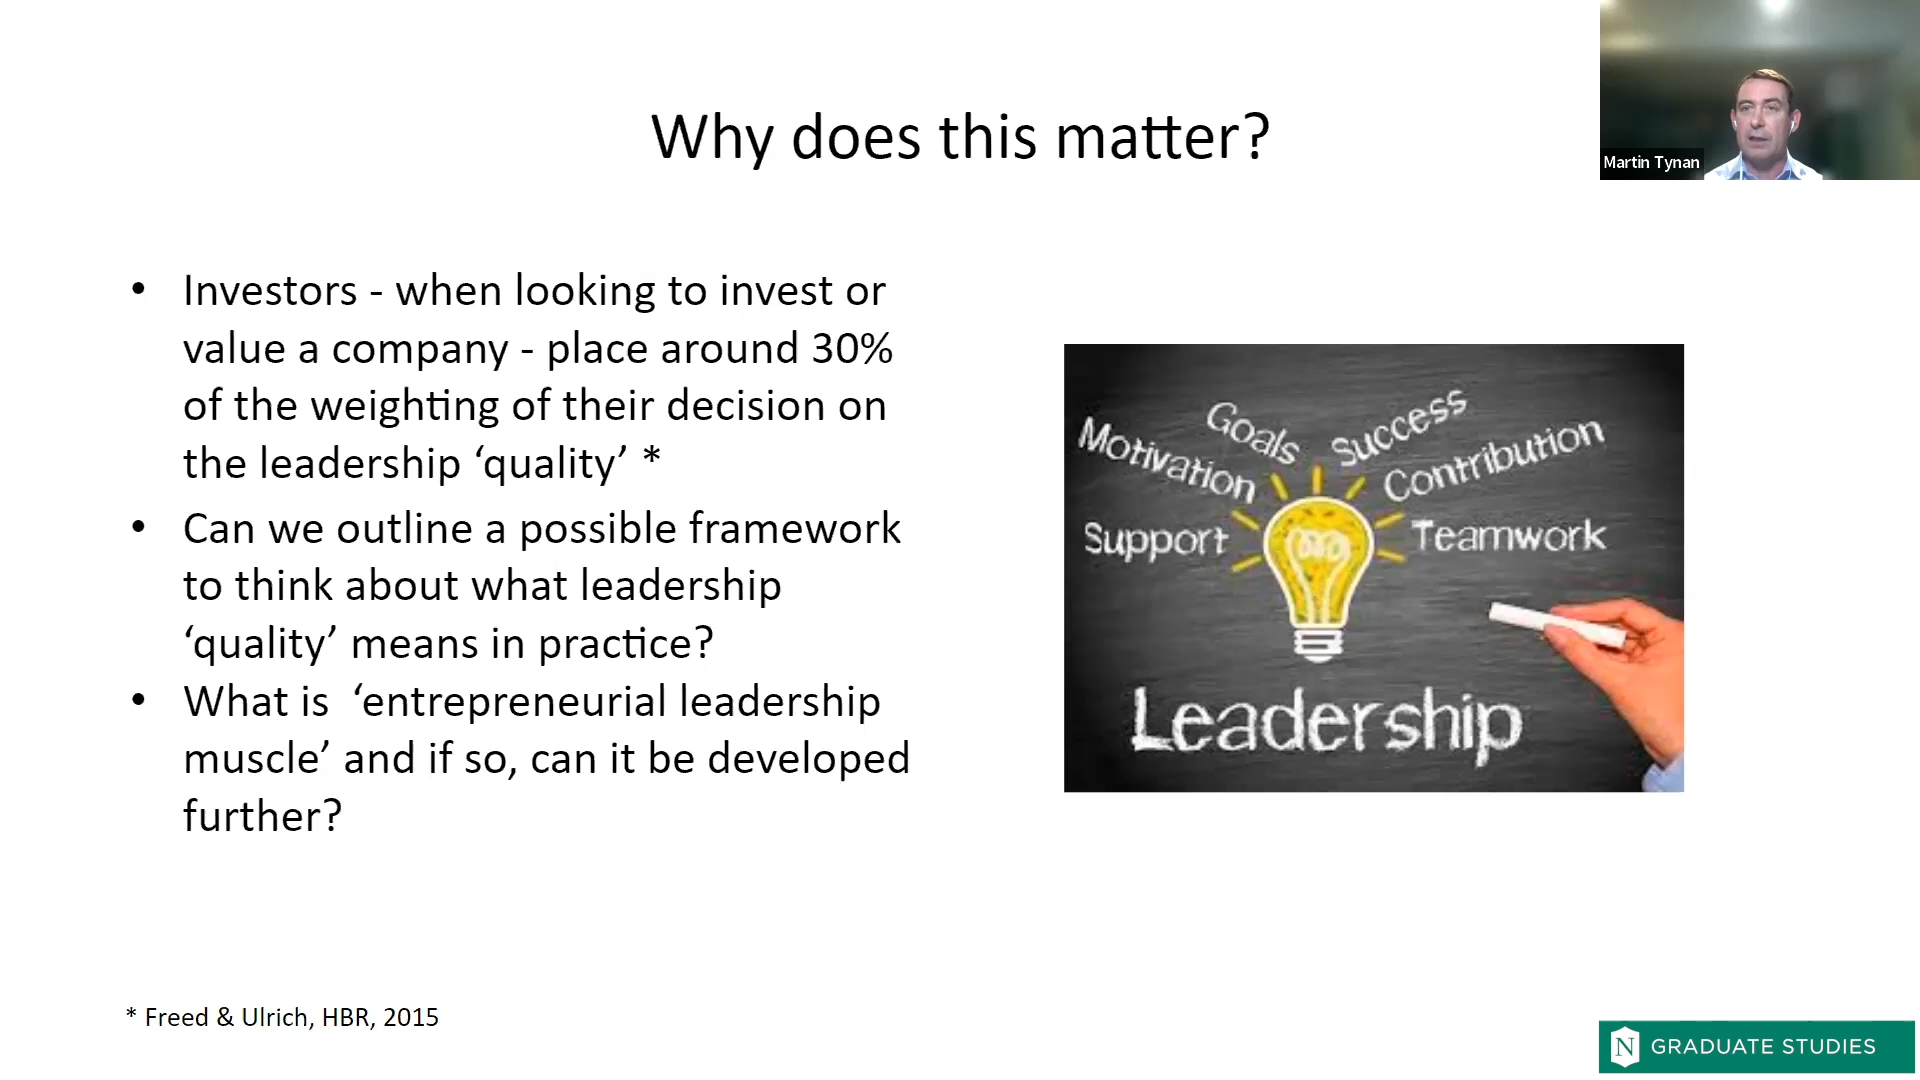 Why does this matter?
Martin Tynan
• Investors - when looking to invest or
value a company - place around 30%
of the weighting of their decision on
the leadership ‘quality’ *
• Can we outline a possible framework
to think about what leadership
‘quality’ means in practice?
• What is ‘entrepreneurial leadership
muscle’ and if so, can it be developed
further?
Support
Motivation
Goals
Success
Contribution
Teamwork
Leadership
* Freed & Ulrich, HBR, 2015
N GRADUATE STUDIES